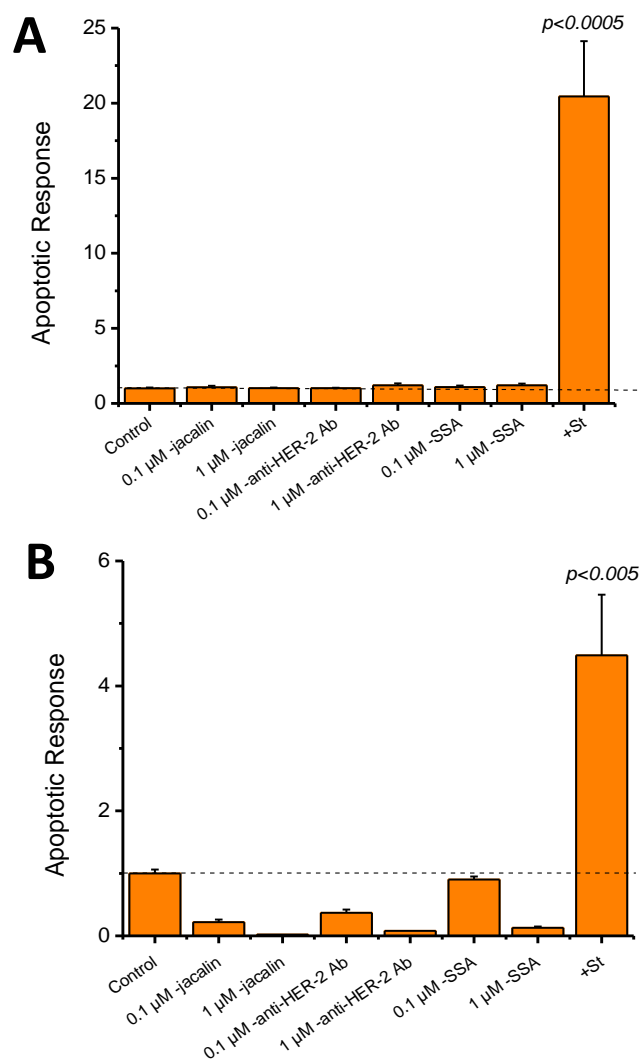 A
p<0.0005
25
20
15
10
5
0
Apoptotic Response
Control
0.1 µM -jacalin
1 µM -jacalin
0.1 µM -anti-HER-2 Ab
1 µM -anti-HER-2 Ab
0.1 µM -SSA
1 µM -SSA
+St
B
p<0.005
6
4
2
0
Apoptotic Response
Control
0.1 µM -jacalin
1 µM -jacalin
0.1 µM -anti-HER-2 Ab
1 µM -anti-HER-2 Ab
0.1 µM -SSA
1 µM -SSA
+St